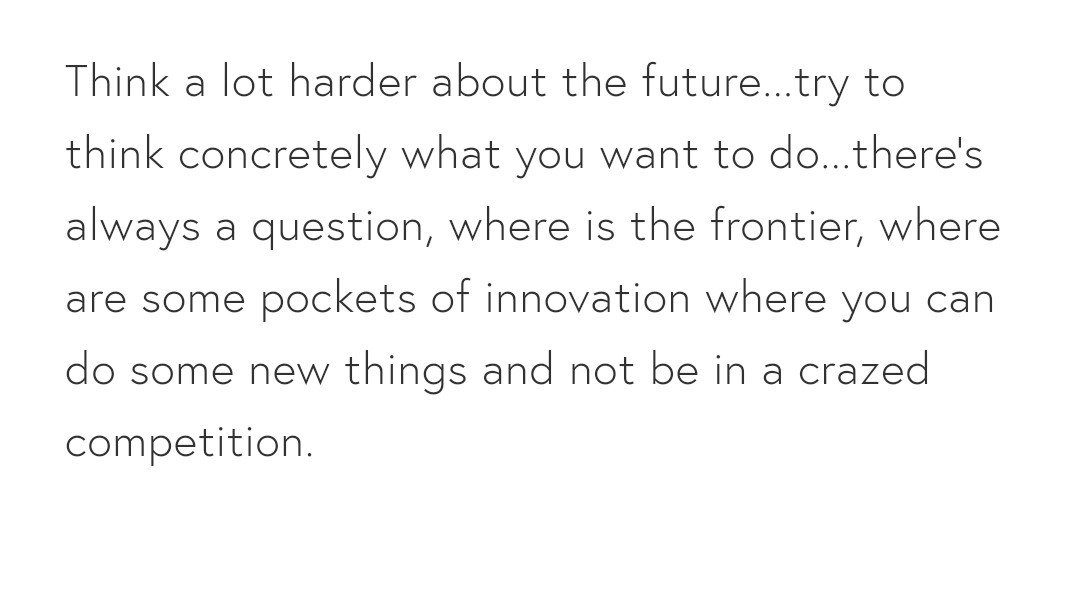 Think a lot harder about the future...try to
think concretely what you want to do...there's
always a question, where is the frontier, where
are some pockets of innovation where you can
do some new things and not be in a crazed
competition.